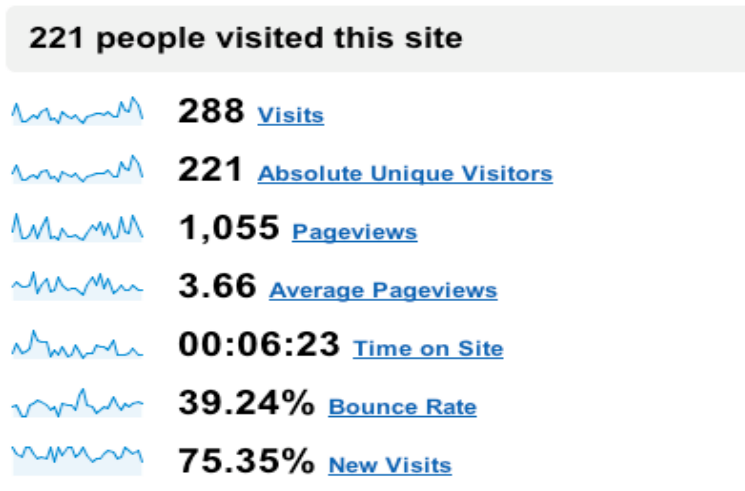 221 people visited this site
288 Visits
221 Absolute Unique Visitors
1,055 Pageviews
3.66 Average Pageviews
00:06:23 Time on Site
39.24% Bounce Rate
75.35% New Visits